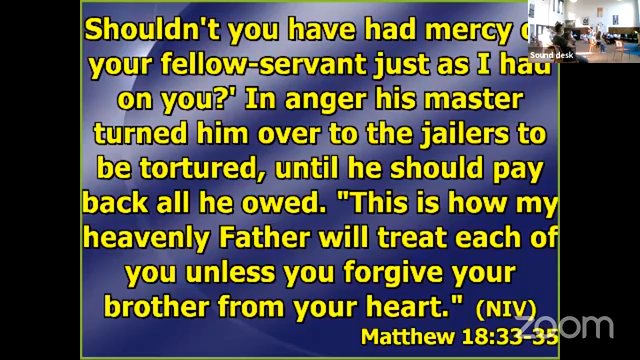 Shouldn't you have had mercy o
your fellow-servant just as I had
on you?' In anger his master
turned him over to the jailers to
be tortured, until he should pay
back all he owed. "This is how my
heavenly Father will treat each of
you unless you forgive your
brother from your heart." (NIV)
Matthew 18:33-35
Sound desk
zoom